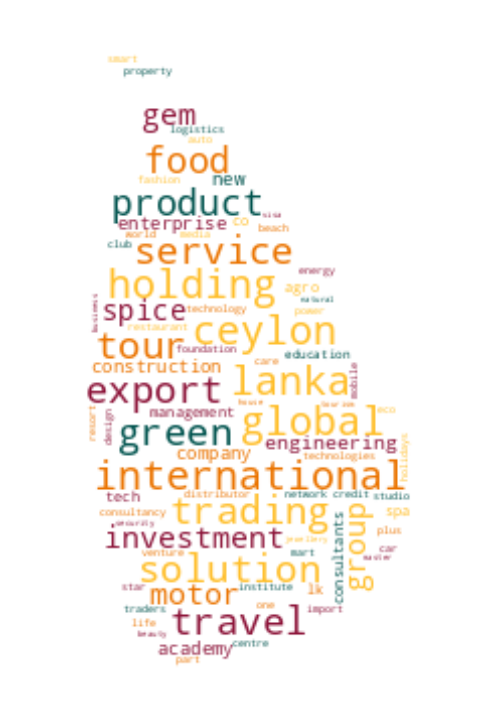 smart
property
gem
logistics
auto
food
fashion new
product
visa
enterprise co
world media beach
club
service
energy
holding agro
natural
business
spice technology power
restaurant ceylon
tour foundation
education
construction care
lanka mobile
export
house tourism
resort design management global eco
green
engineering
holidays
company technologies
international
tech distributor network credit studio
consultancy trading spa
security
group
consultants
investment jewellery plus
venture mart car
master
solution
star institute lk
motor
traders one import
life travel
beauty
academy centre
part